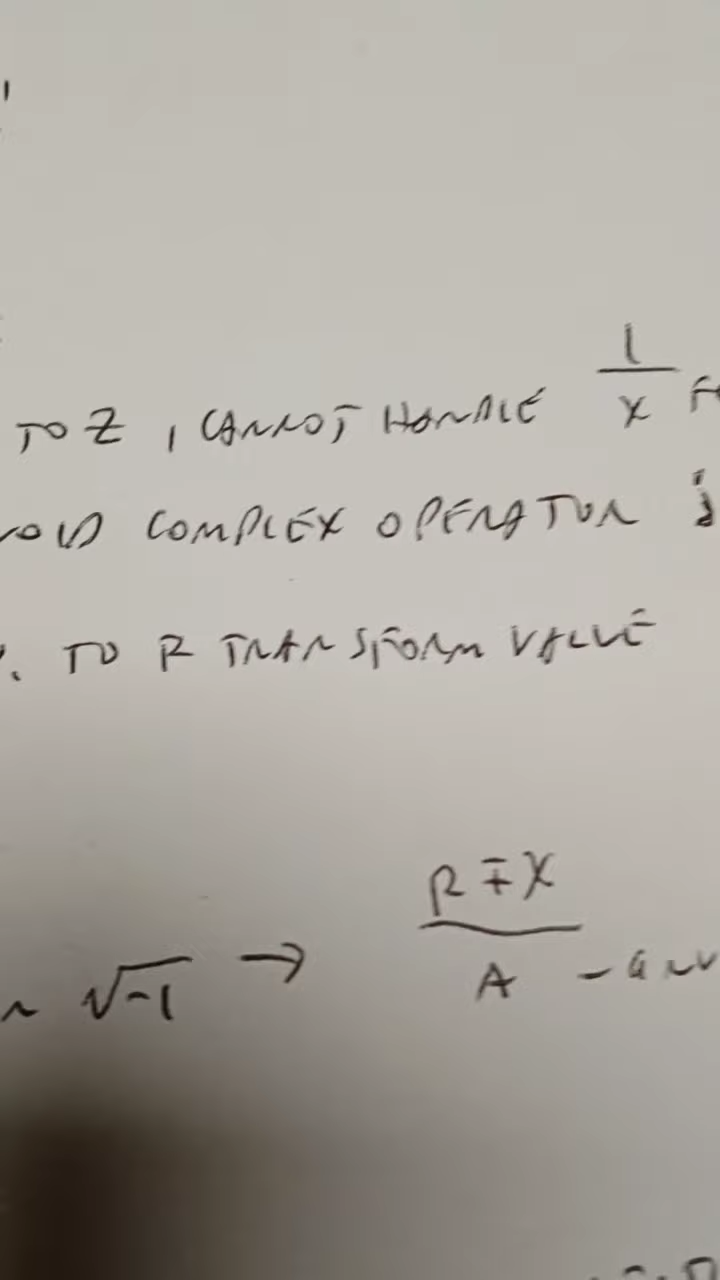 TO Z, CANNOT HANDLE 1/x
COMPLEX OPERATOR
TO R TRANSFORM VALUE
√-1 → R∓X/A